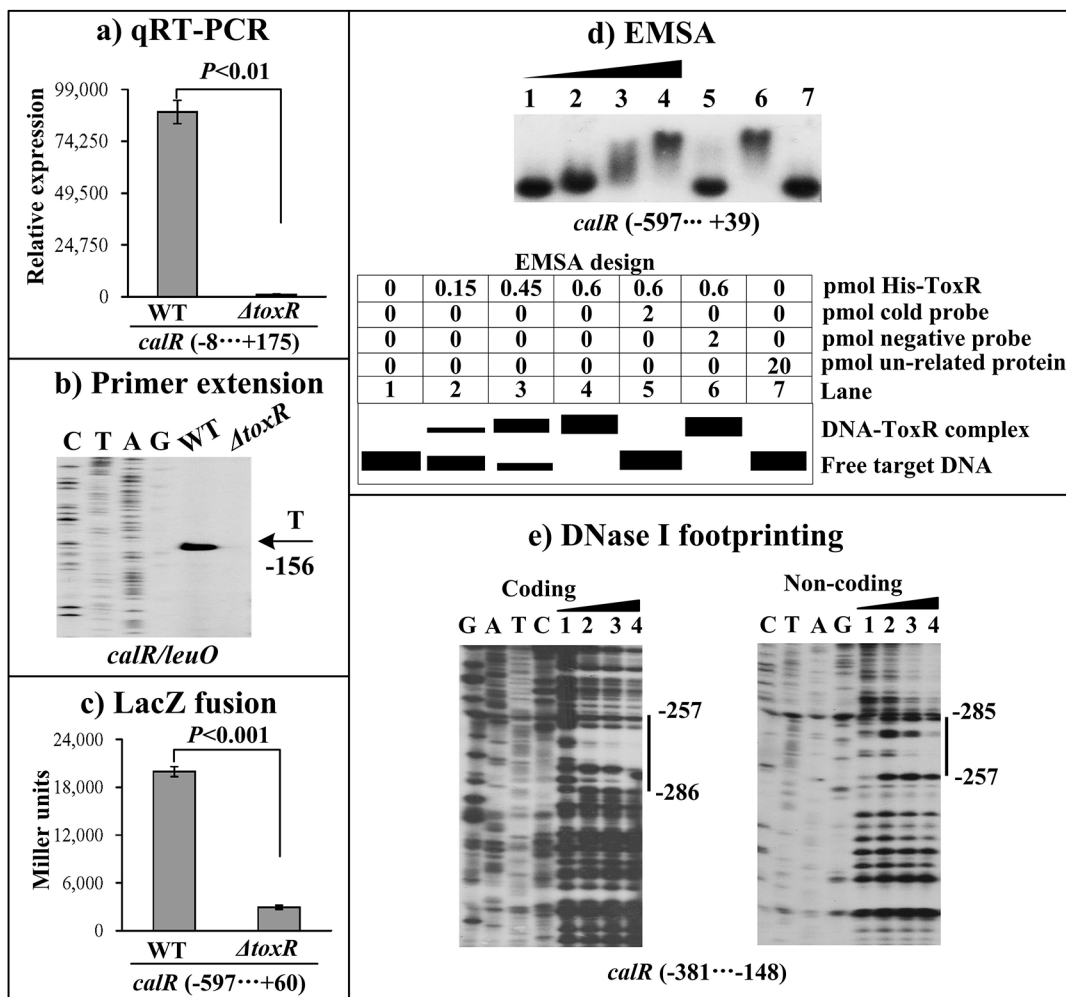 a) qRT-PCR
P<0.01
99,000
74,250
49,500
24,750
0
Relative expression
WT ΔtoxR
calR (-8···+175)
b) Primer extension
C T A G WT ΔtoxR
T
-156
calR/leuO
c) LacZ fusion
P<0.001
24,000
18,000
12,000
6,000
0
Miller units
WT ΔtoxR
calR (-597···+60)
d) EMSA
1 2 3 4 5 6 7
calR (-597··· +39)
EMSA design
0 0.15 0.45 0.6 0.6 0.6 0 pmol His-ToxR
0 0 0 0 2 0 0 pmol cold probe
0 0 0 0 0 2 0 pmol negative probe
0 0 0 0 0 0 20 pmol un-related protein
1 2 3 4 5 6 7 Lane
DNA-ToxR complex
Free target DNA
e) DNase I footprinting
Coding
G A T C 1 2 3 4
-257
-286
Non-coding
C T A G 1 2 3 4
-285
-257
calR (-381···-148)